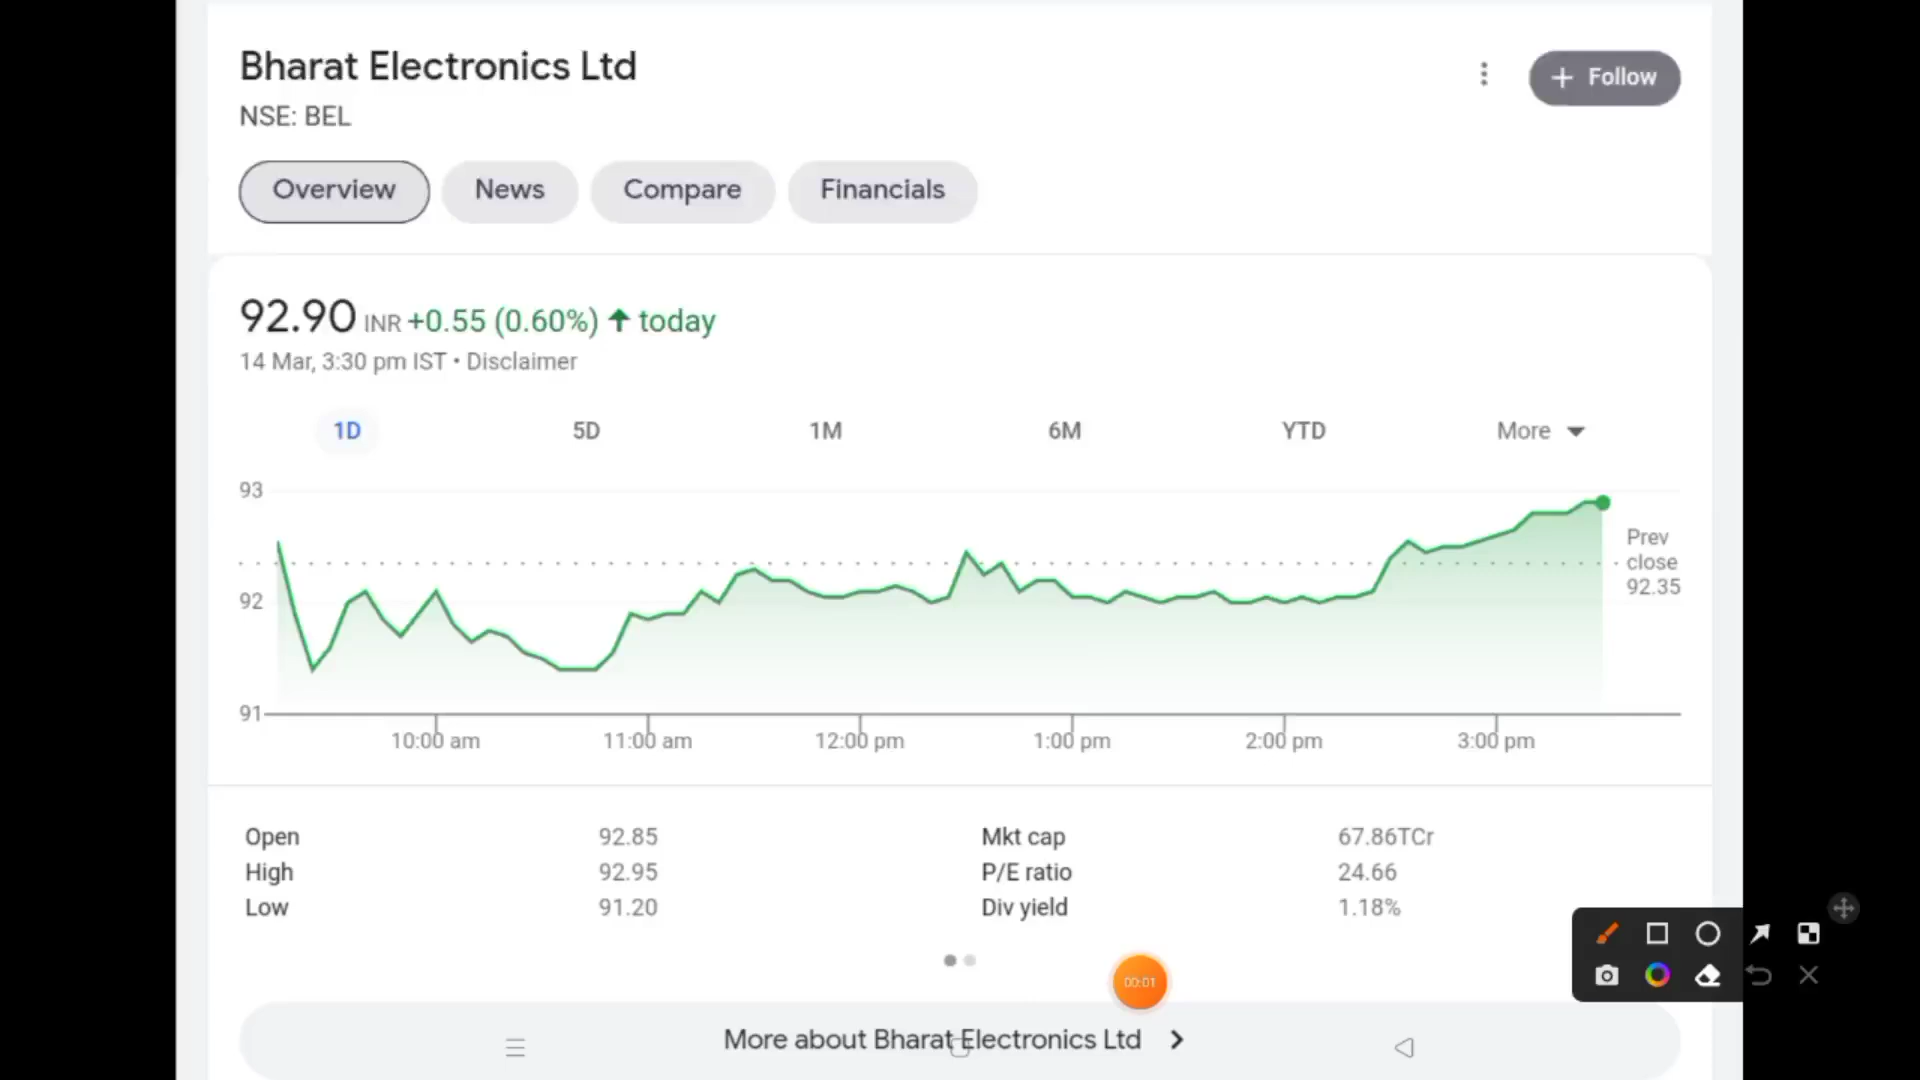 Bharat Electronics Ltd
+ Follow
NSE: BEL
Overview News Compare Financials
92.90 INR +0.55 (0.60%) ↑ today
14 Mar, 3:30 pm IST • Disclaimer
1D 5D 1M 6M YTD More
93
92
91
Prev
close
92.35
10:00 am 11:00 am 12:00 pm 1:00 pm 2:00 pm 3:00 pm
Open 92.85 Mkt cap 67.86TCr
High 92.95 P/E ratio 24.66
Low 91.20 Div yield 1.18%
00:01
More about Bharat Electronics Ltd